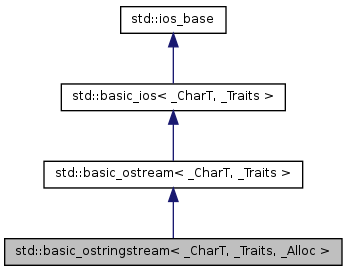 std::ios_base
std::basic_ios< _CharT, _Traits >
std::basic_ostream< _CharT, _Traits >
std::basic_ostringstream< _CharT, _Traits, _Alloc >